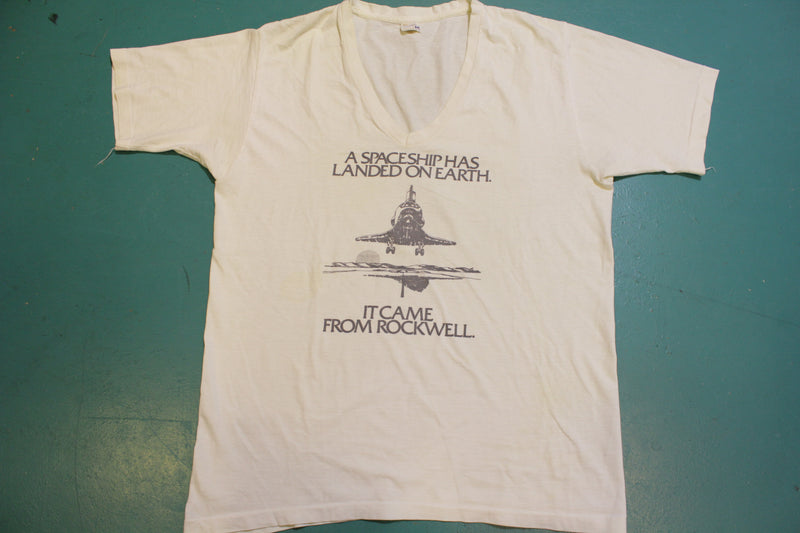 A SPACESHIP HAS
LANDED ON EARTH.
IT CAME
FROM ROCKWELL.